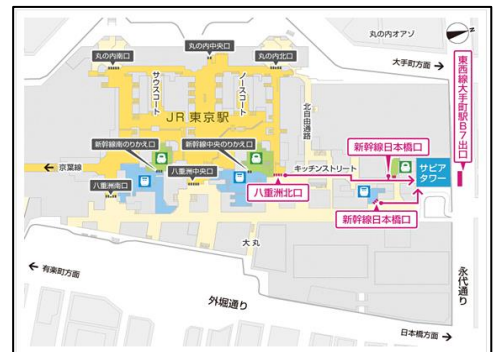 丸の内オアゾ
N
大手町方面
丸の内南口
丸の内中央口
丸の内北口
サウスコート
ノースコート
JR 東京駅
北自由通路
東西線大手町駅B7出口
新幹線南のりかえ口
新幹線中央のりかえ口
新幹線日本橋口
京葉線
八重洲南口
八重洲中央口
キッチンストリート
サピア
タワー
八重洲北口
新幹線日本橋口
大丸
有楽町方面
外堀通り
永代通り
日本橋方面